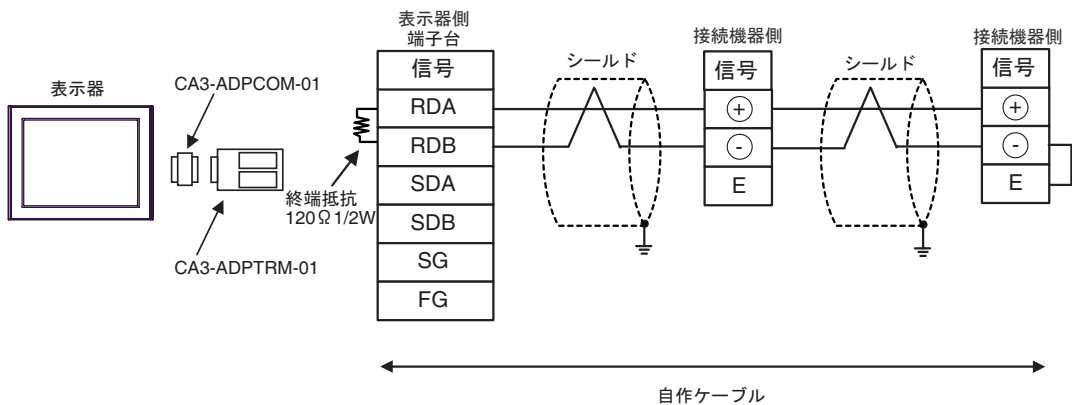 表示器
CA3-ADPCOM-01
CA3-ADPTRM-01
終端抵抗
120Ω1/2W
表示器側
端子台
信号
RDA
RDB
SDA
SDB
SG
FG
シールド
接続機器側
信号
+
-
E
シールド
接続機器側
信号
+
-
E
自作ケーブル